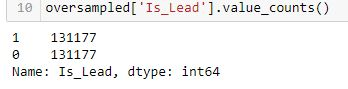 10 oversampled['Is_Lead'].value_counts()
1    131177
0    131177
Name: Is_Lead, dtype: int64